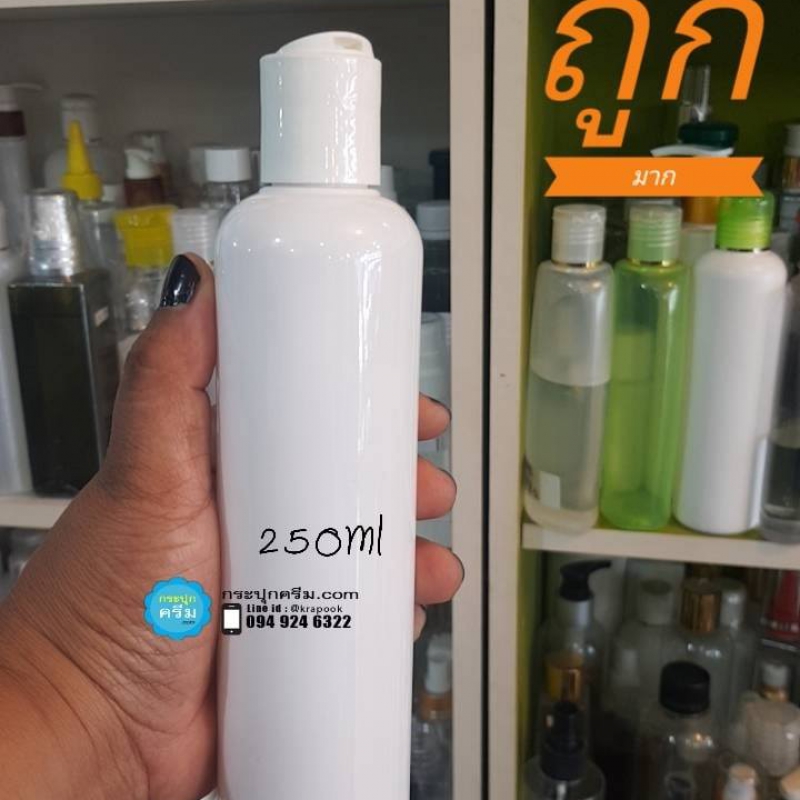 ถูก
มาก
250ml
กระปุก
ครีม
.com
กระปุกครีม.com
Line id : @krapook
094 924 6322